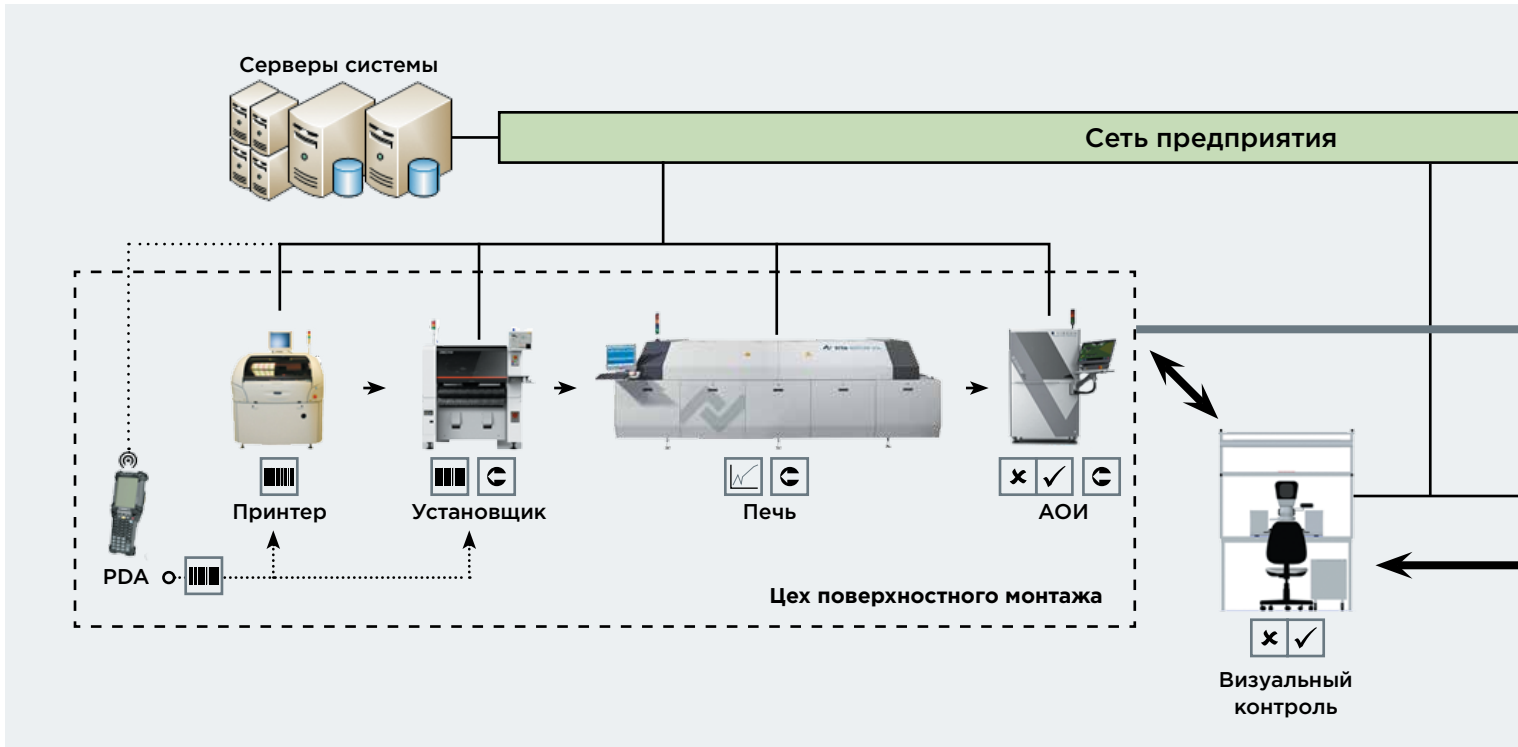 Серверы системы
Сеть предприятия
Принтер
Установщик
Печь
АОИ
PDA
Цех поверхностного монтажа
Визуальный
контроль